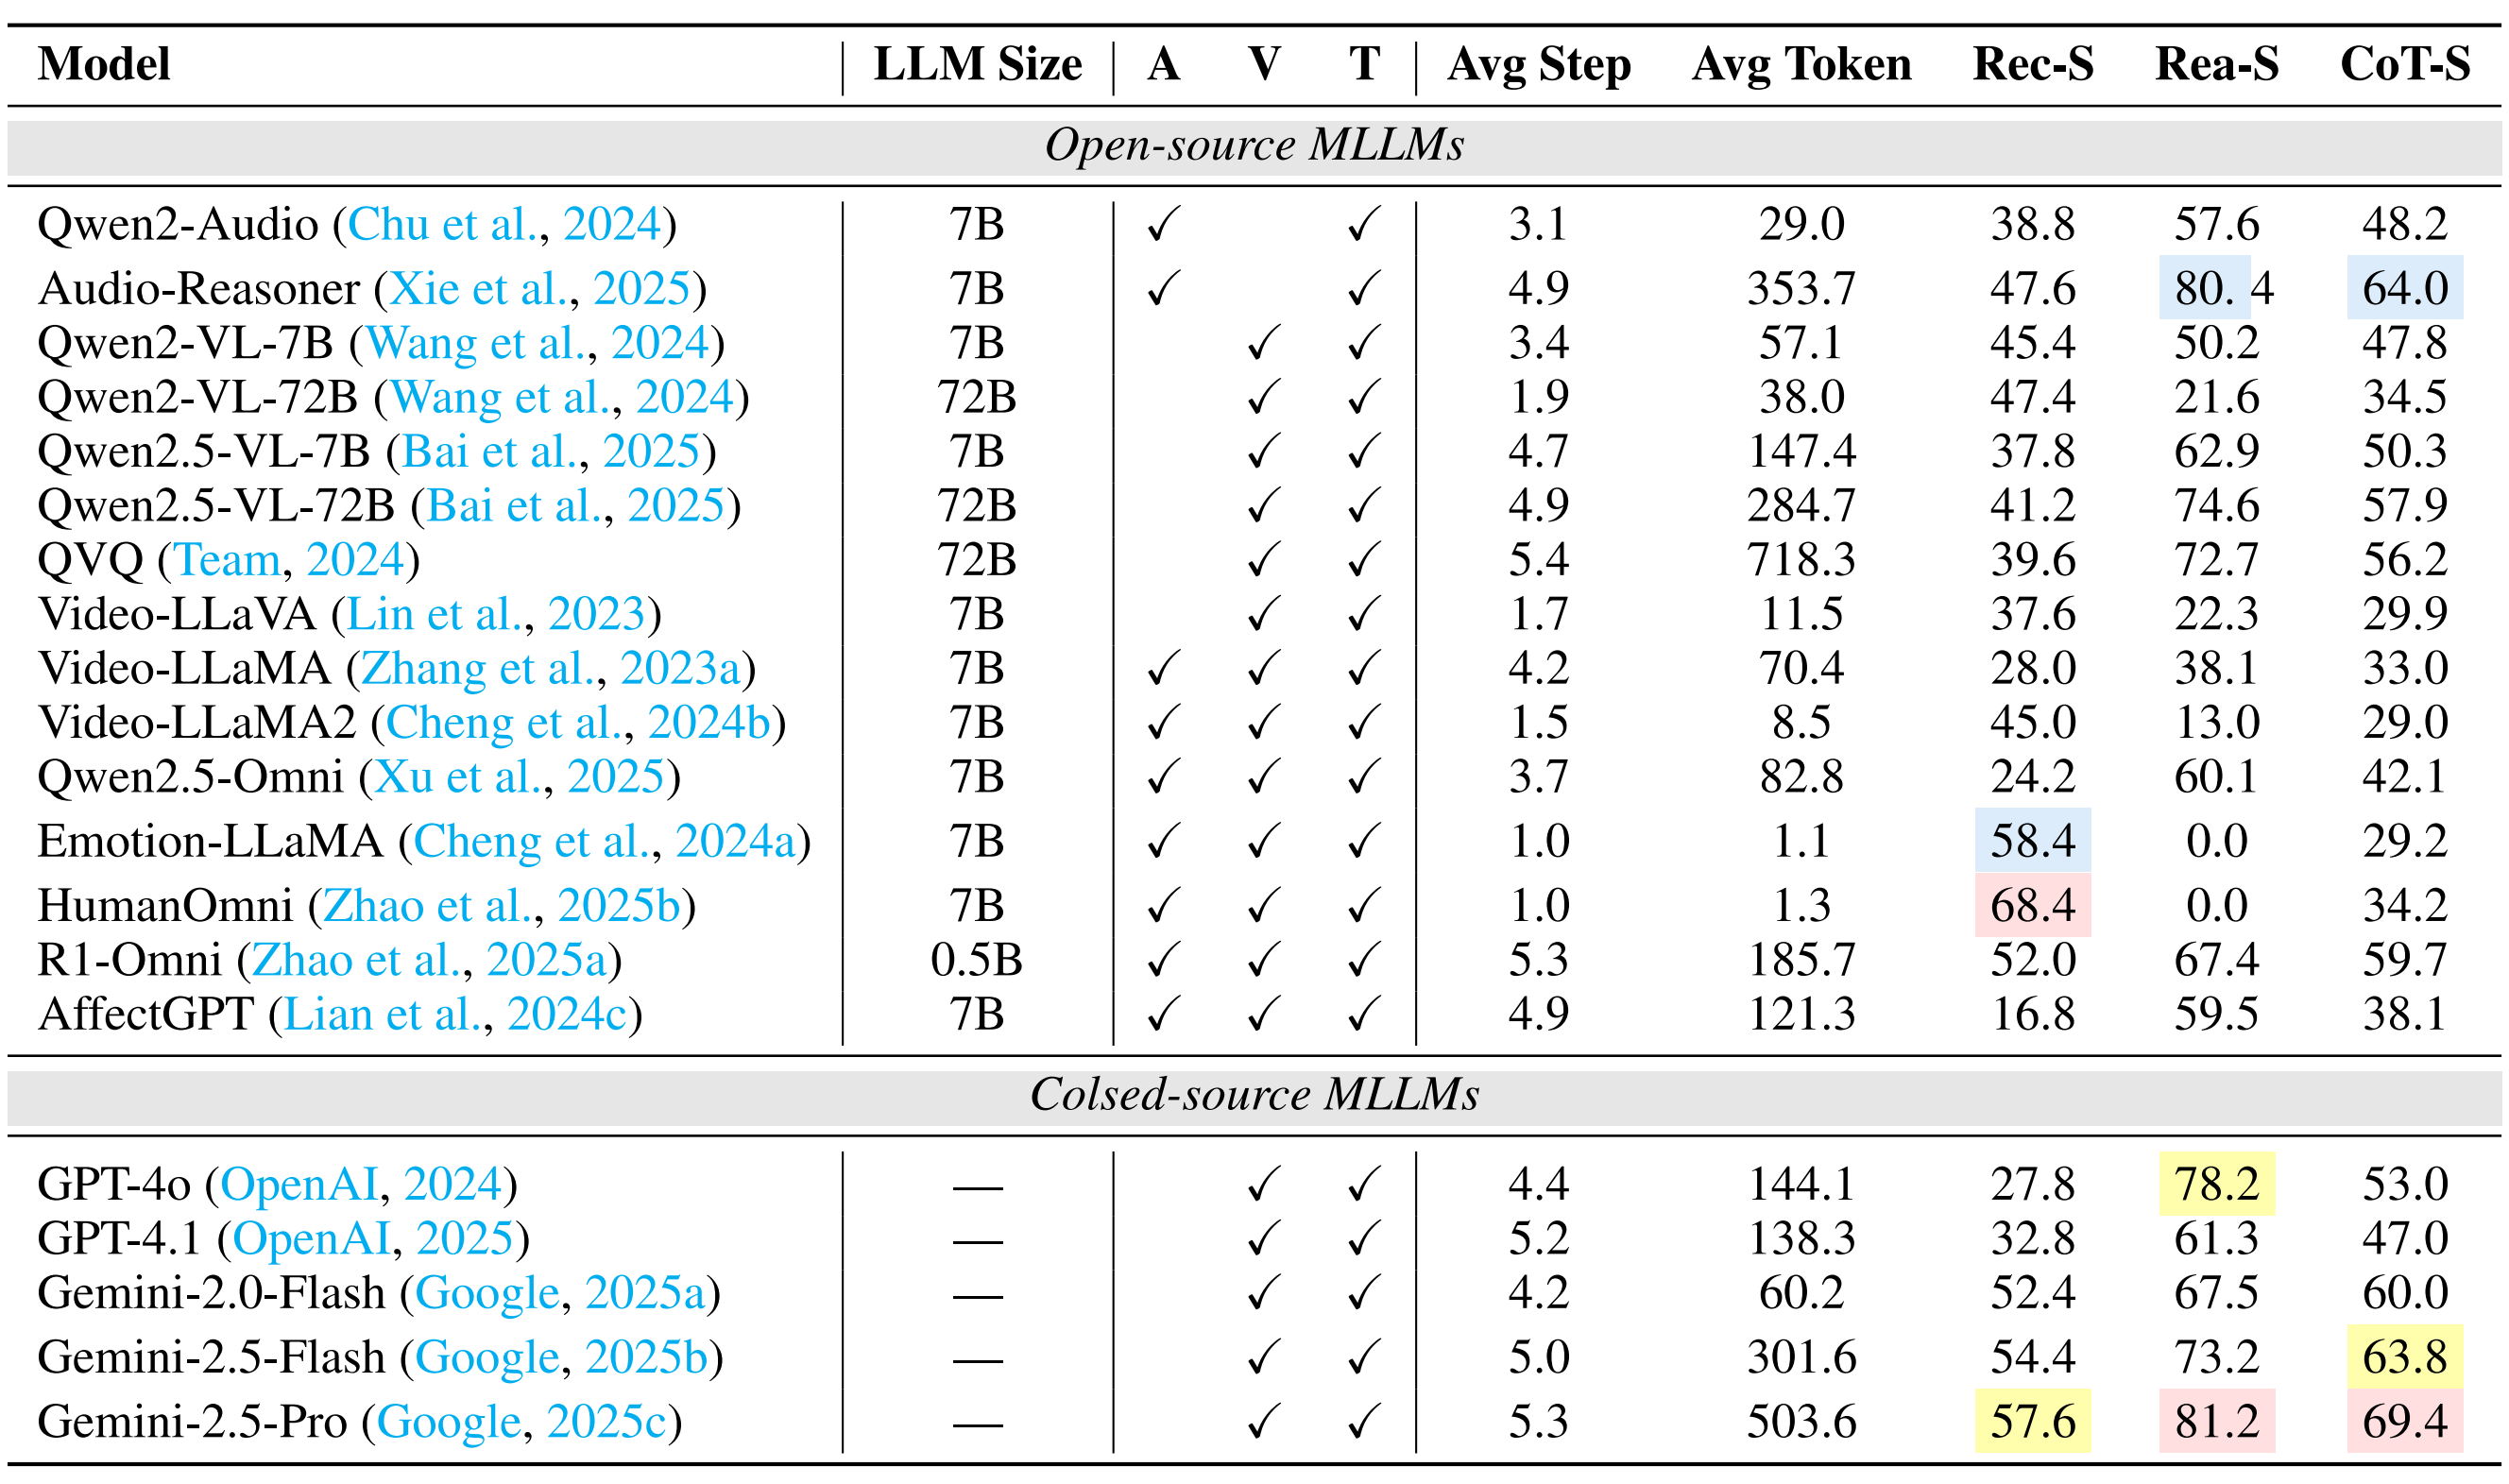 Model LLM Size A V T Avg Step Avg Token Rec-S Rea-S CoT-S
Open-source MLLMs
Qwen2-Audio (Chu et al., 2024) 7B ✓ ✓ 3.1 29.0 38.8 57.6 48.2
Audio-Reasoner (Xie et al., 2025) 7B ✓ ✓ 4.9 353.7 47.6 80. 4 64.0
Qwen2-VL-7B (Wang et al., 2024) 7B ✓ ✓ 3.4 57.1 45.4 50.2 47.8
Qwen2-VL-72B (Wang et al., 2024) 72B ✓ ✓ 1.9 38.0 47.4 21.6 34.5
Qwen2.5-VL-7B (Bai et al., 2025) 7B ✓ ✓ 4.7 147.4 37.8 62.9 50.3
Qwen2.5-VL-72B (Bai et al., 2025) 72B ✓ ✓ 4.9 284.7 41.2 74.6 57.9
QVQ (Team, 2024) 72B ✓ ✓ 5.4 718.3 39.6 72.7 56.2
Video-LLaVA (Lin et al., 2023) 7B ✓ ✓ 1.7 11.5 37.6 22.3 29.9
Video-LLaMA (Zhang et al., 2023a) 7B ✓ ✓ ✓ 4.2 70.4 28.0 38.1 33.0
Video-LLaMA2 (Cheng et al., 2024b) 7B ✓ ✓ ✓ 1.5 8.5 45.0 13.0 29.0
Qwen2.5-Omni (Xu et al., 2025) 7B ✓ ✓ ✓ 3.7 82.8 24.2 60.1 42.1
Emotion-LLaMA (Cheng et al., 2024a) 7B ✓ ✓ ✓ 1.0 1.1 58.4 0.0 29.2
HumanOmni (Zhao et al., 2025b) 7B ✓ ✓ ✓ 1.0 1.3 68.4 0.0 34.2
R1-Omni (Zhao et al., 2025a) 0.5B ✓ ✓ ✓ 5.3 185.7 52.0 67.4 59.7
AffectGPT (Lian et al., 2024c) 7B ✓ ✓ ✓ 4.9 121.3 16.8 59.5 38.1
Colsed-source MLLMs
GPT-4o (OpenAI, 2024) — ✓ ✓ 4.4 144.1 27.8 78.2 53.0
GPT-4.1 (OpenAI, 2025) — ✓ ✓ 5.2 138.3 32.8 61.3 47.0
Gemini-2.0-Flash (Google, 2025a) — ✓ ✓ 4.2 60.2 52.4 67.5 60.0
Gemini-2.5-Flash (Google, 2025b) — ✓ ✓ 5.0 301.6 54.4 73.2 63.8
Gemini-2.5-Pro (Google, 2025c) — ✓ ✓ 5.3 503.6 57.6 81.2 69.4